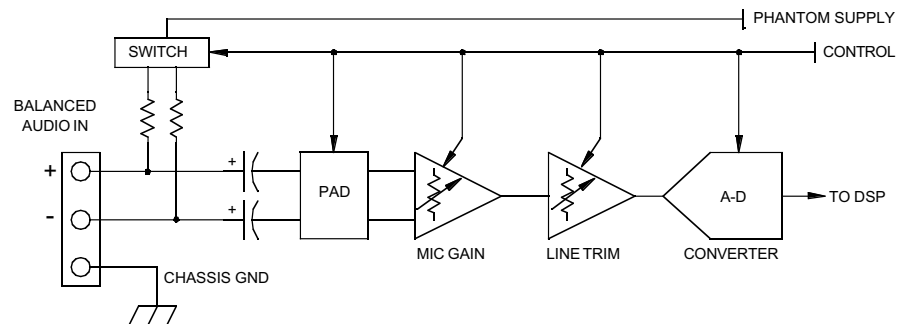 PHANTOM SUPPLY
SWITCH
CONTROL
BALANCED
AUDIO IN
+
+
PAD
A-D
TO DSP
-
+
MIC GAIN
LINE TRIM
CONVERTER
CHASSIS GND